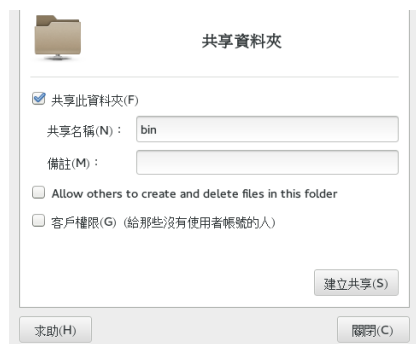 共享資料夾
共享此資料夾(F)
共享名稱(N)： bin
備註(M)：
Allow others to create and delete files in this folder
客戶權限(G) (給那些沒有使用者帳號的人)
建立共享(S)
求助(H) 關閉(C)